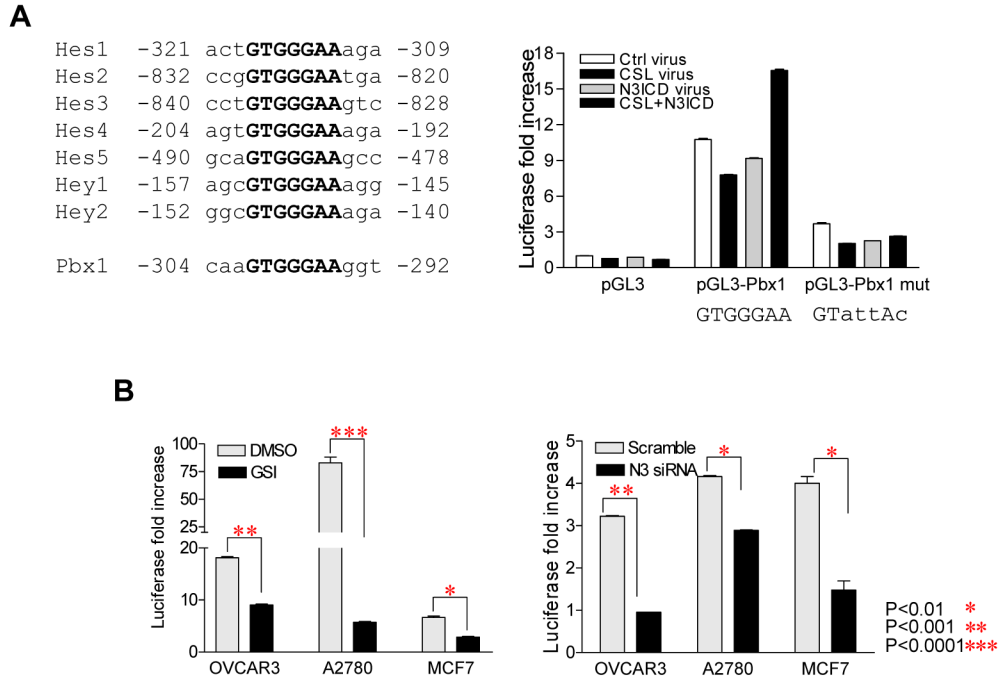 A
Hes1 -321 actGTGGGAAaga -309
Hes2 -832 ccgGTGGGAAtga -820
Hes3 -840 cctGTGGGAAgtc -828
Hes4 -204 agtGTGGGAAaga -192
Hes5 -490 gcaGTGGGAAgcc -478
Hey1 -157 agcGTGGGAAagg -145
Hey2 -152 ggcGTGGGAAaga -140
Pbx1 -304 caaGTGGGAAggt -292
Luciferase fold increase
18
15
12
9
6
3
0
Ctrl virus
CSL virus
N3ICD virus
CSL+N3ICD
pGL3 pGL3-Pbx1 pGL3-Pbx1 mut
GTGGGAA GTattAc
B
Luciferase fold increase
100
75
50
25
20
10
0
DMSO
GSI
**
***
*
OVCAR3 A2780 MCF7
Luciferase fold increase
5
4
3
2
1
0
Scramble
N3 siRNA
**
*
*
OVCAR3 A2780 MCF7
P<0.01 *
P<0.001 **
P<0.0001***